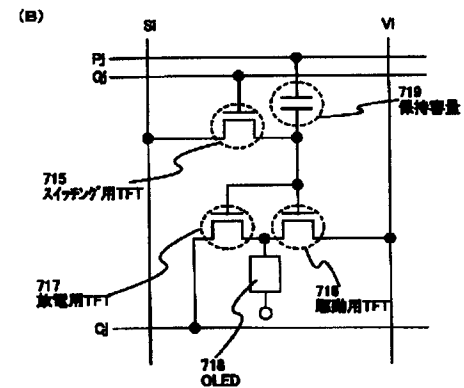 (B)
Si
Vi
Pj
Gj
719
保持容量
715
スイッチング用TFT
717
放電用TFT
716
駆動用TFT
Cj
718
OLED